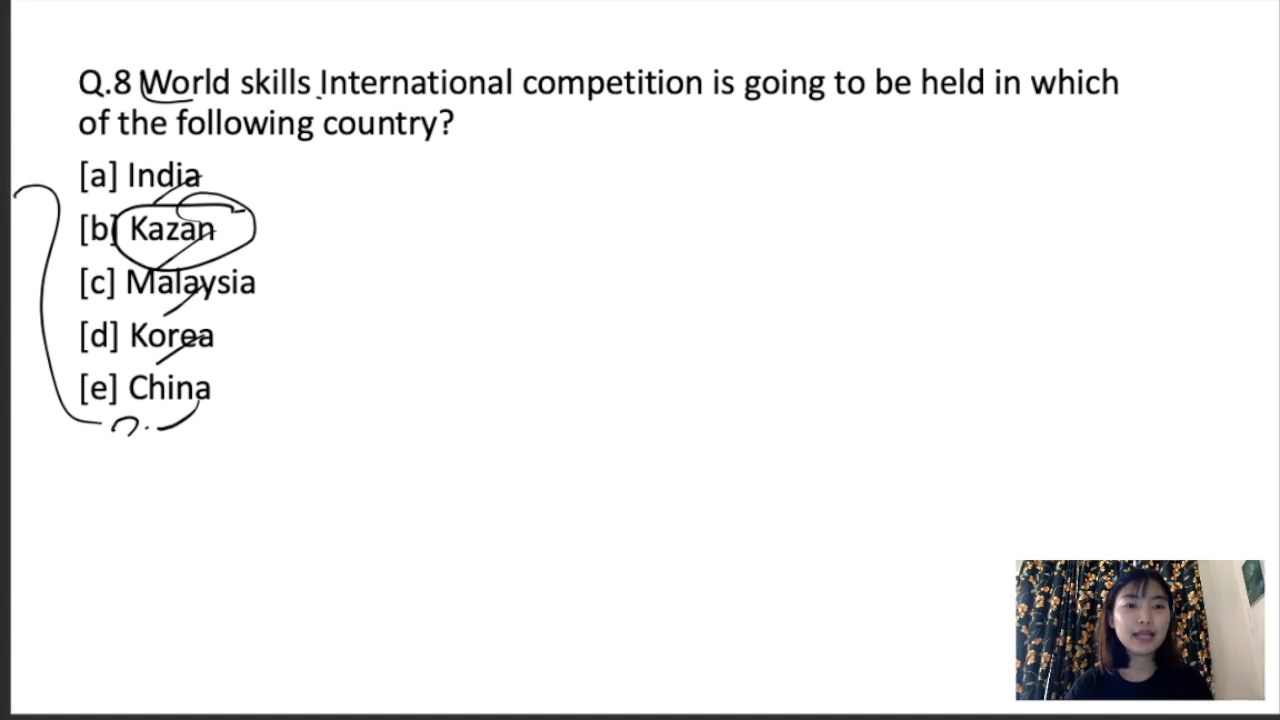 Q.8 World skills International competition is going to be held in which
of the following country?
[a] India
[b] Kazan
[c] Malaysia
[d] Korea
[e] China